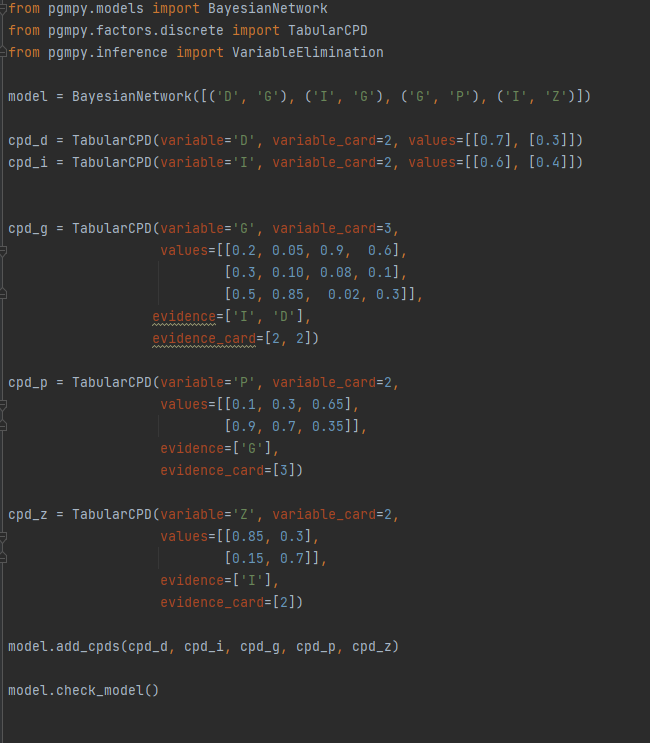 from pgmpy.models import BayesianNetwork
from pgmpy.factors.discrete import TabularCPD
from pgmpy.inference import VariableElimination
model = BayesianNetwork([('D', 'G'), ('I', 'G'), ('G', 'P'), ('I', 'Z')])
cpd_d = TabularCPD(variable='D', variable_card=2, values=[[0.7], [0.3]])
cpd_i = TabularCPD(variable='I', variable_card=2, values=[[0.6], [0.4]])
cpd_g = TabularCPD(variable='G', variable_card=3,
values=[[0.2, 0.05, 0.9,  0.6],
[0.3, 0.10, 0.08, 0.1],
[0.5, 0.85,  0.02, 0.3]],
evidence=['I', 'D'],
evidence_card=[2, 2])
cpd_p = TabularCPD(variable='P', variable_card=2,
values=[[0.1, 0.3, 0.65],
[0.9, 0.7, 0.35]],
evidence=['G'],
evidence_card=[3])
cpd_z = TabularCPD(variable='Z', variable_card=2,
values=[[0.85, 0.3],
[0.15, 0.7]],
evidence=['I'],
evidence_card=[2])
model.add_cpds(cpd_d, cpd_i, cpd_g, cpd_p, cpd_z)
model.check_model()